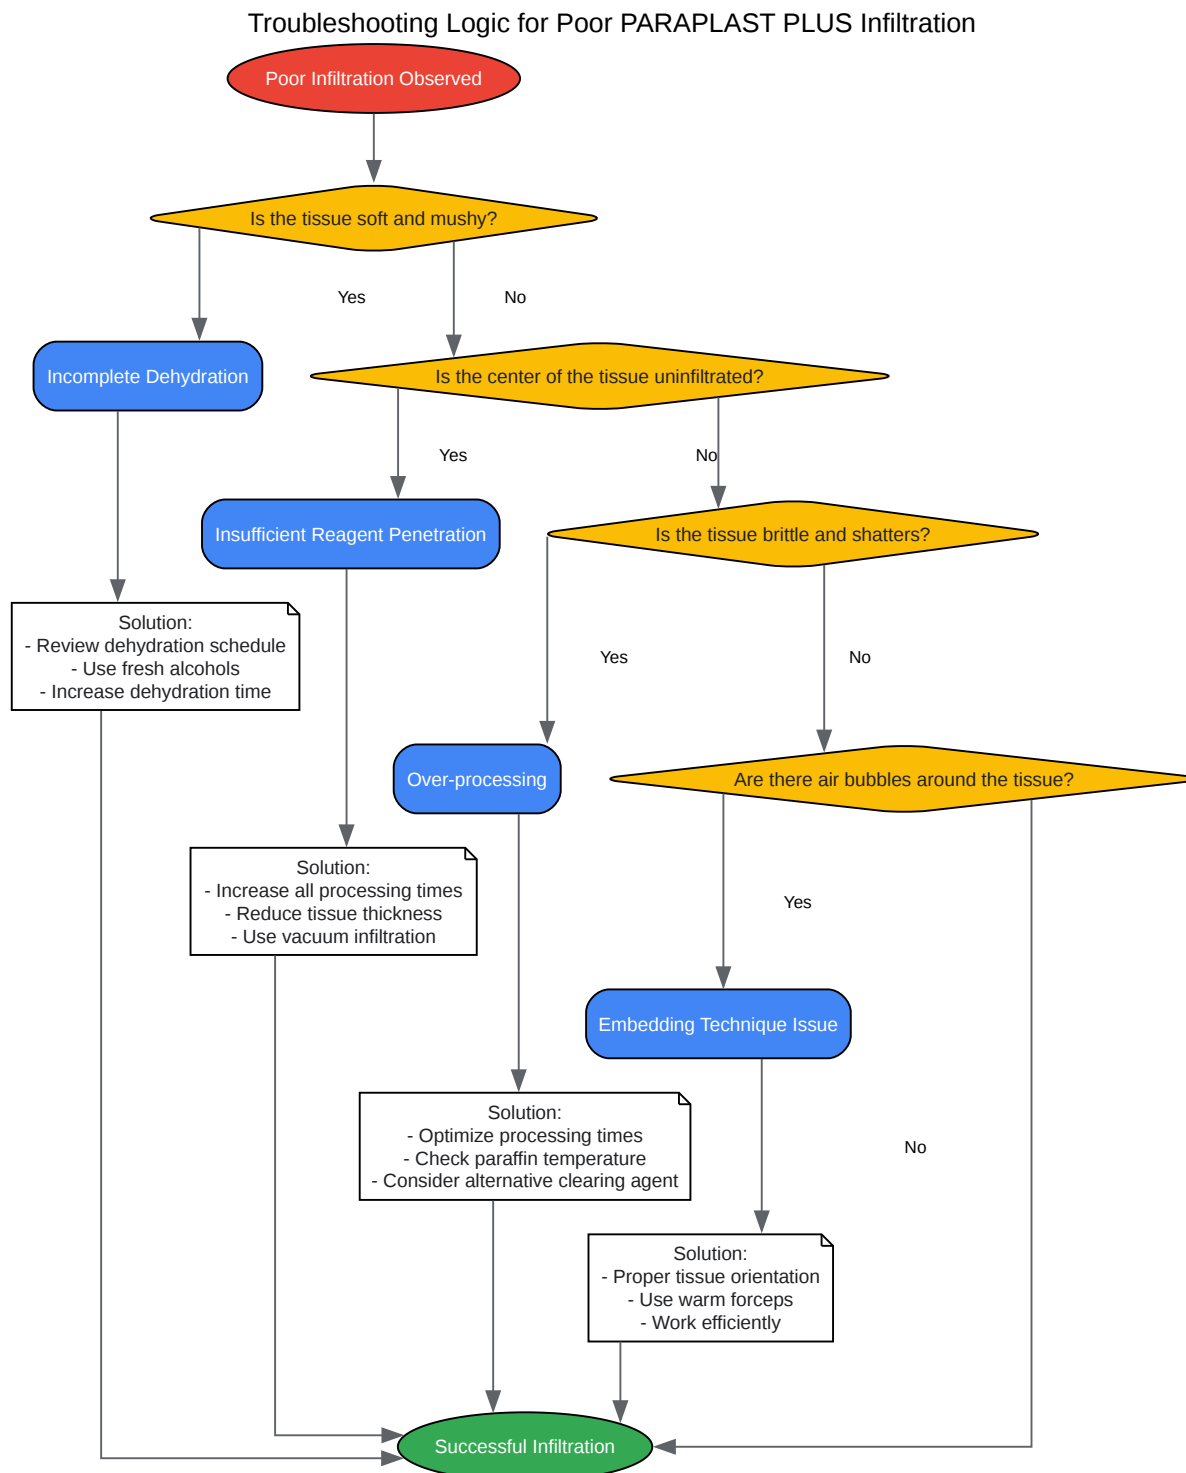 Troubleshooting Logic for Poor PARAPLAST PLUS Infiltration
Poor Infiltration Observed
Is the tissue soft and mushy?
Yes
No
Incomplete Dehydration
Is the center of the tissue uninfiltrated?
Yes
No
Insufficient Reagent Penetration
Is the tissue brittle and shatters?
Solution:
- Review dehydration schedule
- Use fresh alcohols
- Increase dehydration time
Yes
No
Over-processing
Are there air bubbles around the tissue?
Solution:
- Increase all processing times
- Reduce tissue thickness
- Use vacuum infiltration
Yes
Embedding Technique Issue
Solution:
- Optimize processing times
- Check paraffin temperature
- Consider alternative clearing agent
No
Solution:
- Proper tissue orientation
- Use warm forceps
- Work efficiently
Successful Infiltration